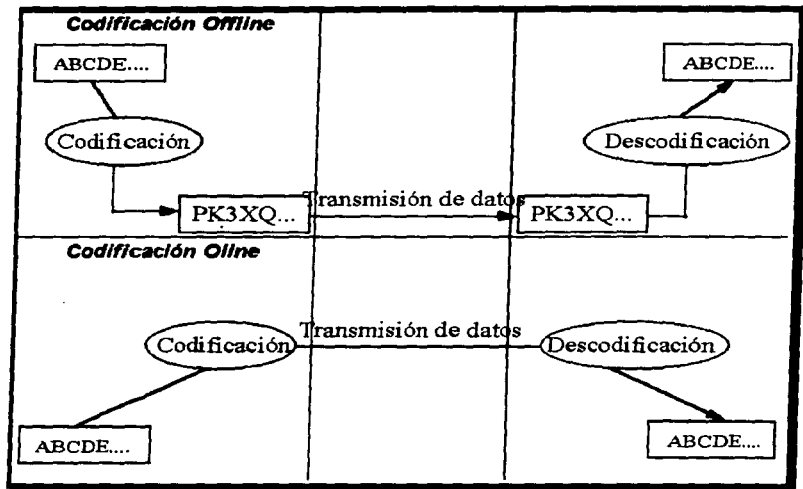 Codificación Offline
ABCDE....
ABCDE....
Codificación
Descodificación
Transmisión de datos
PK3XQ...
PK3XQ...
Codificación Oline
Transmisión de datos
Codificación
Descodificación
ABCDE....
ABCDE....